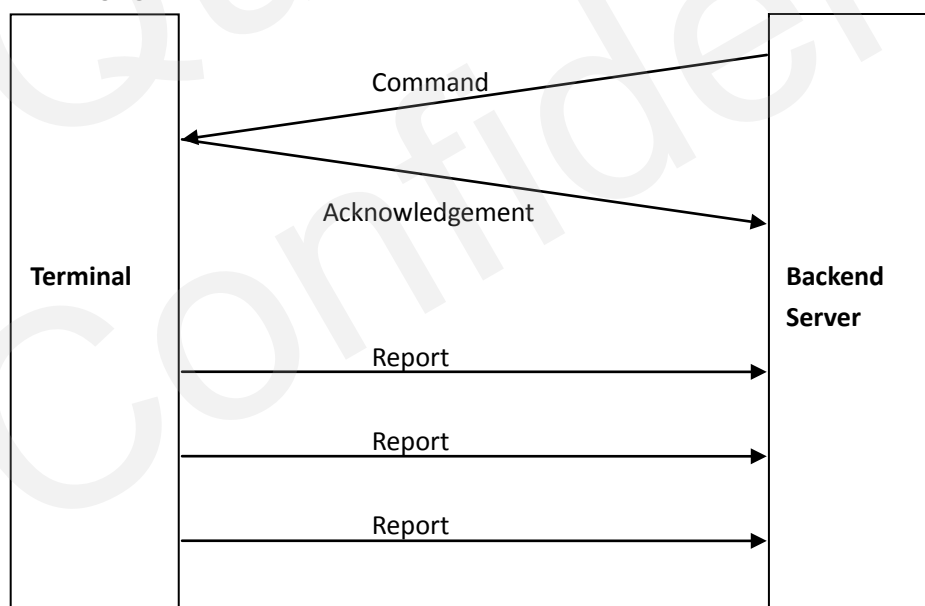 Command
Acknowledgement
Terminal
Backend
Server
Report
Report
Report